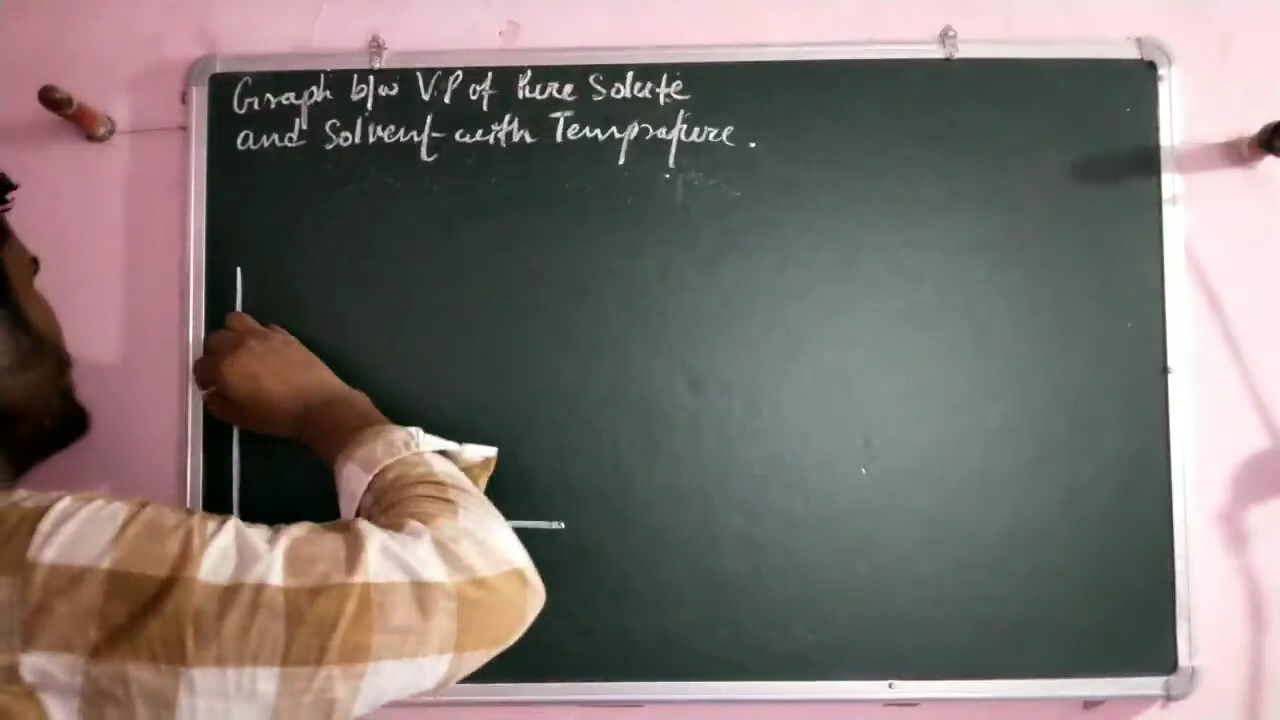 Graph b/w V.P of Pure Solute
and Solvent with Temprature.